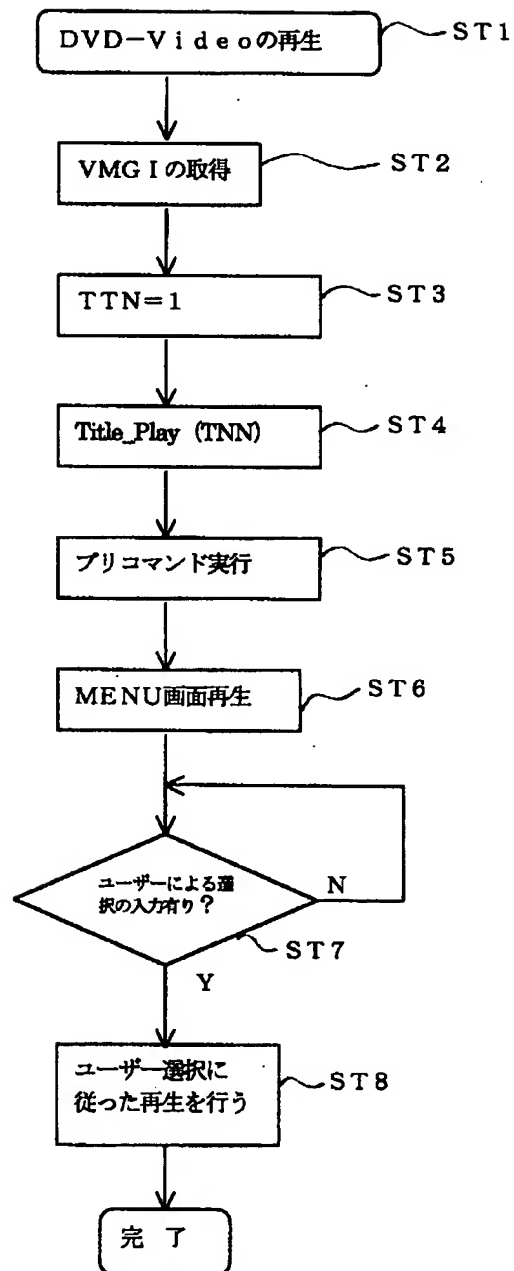 DVD-Videoの再生
ST1
VMGIの取得
ST2
TTN=1
ST3
Title_Play (TNN)
ST4
プリコマンド実行
ST5
MENU画面再生
ST6
ユーザーによる選
択の入力有り?
N
ST7
Y
ユーザー選択に
従った再生を行う
ST8
完 了